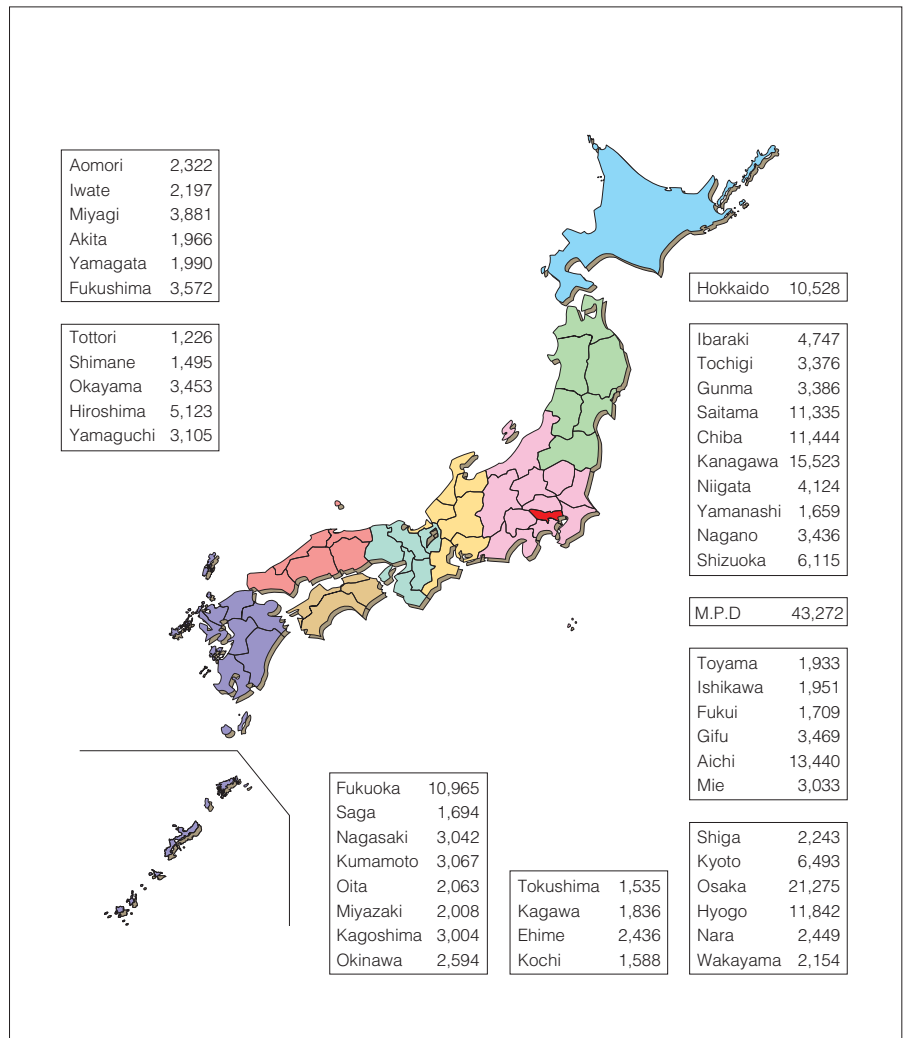 Aomori 2,322
Iwate 2,197
Miyagi 3,881
Akita 1,966
Yamagata 1,990
Fukushima 3,572
Tottori 1,226
Shimane 1,495
Okayama 3,453
Hiroshima 5,123
Yamaguchi 3,105
Hokkaido 10,528
Ibaraki 4,747
Tochigi 3,376
Gunma 3,386
Saitama 11,335
Chiba 11,444
Kanagawa 15,523
Niigata 4,124
Yamanashi 1,659
Nagano 3,436
Shizuoka 6,115
M.P.D 43,272
Toyama 1,933
Ishikawa 1,951
Fukui 1,709
Gifu 3,469
Aichi 13,440
Mie 3,033
Fukuoka 10,965
Saga 1,694
Nagasaki 3,042
Kumamoto 3,067
Oita 2,063
Miyazaki 2,008
Kagoshima 3,004
Okinawa 2,594
Tokushima 1,535
Kagawa 1,836
Ehime 2,436
Kochi 1,588
Shiga 2,243
Kyoto 6,493
Osaka 21,275
Hyogo 11,842
Nara 2,449
Wakayama 2,154